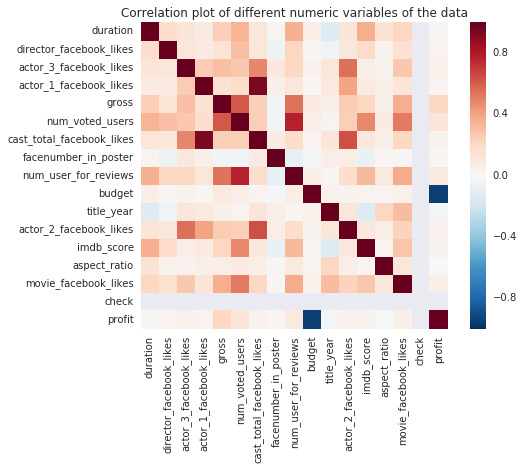 Correlation plot of different numeric variables of the data
duration
director_facebook_likes
actor_3_facebook_likes
actor_1_facebook_likes
gross
num_voted_users
cast_total_facebook_likes
facenumber_in_poster
num_user_for_reviews
budget
title_year
actor_2_facebook_likes
imdb_score
aspect_ratio
movie_facebook_likes
check
profit
duration
director_facebook_likes
actor_3_facebook_likes
actor_1_facebook_likes
gross
num_voted_users
cast_total_facebook_likes
facenumber_in_poster
num_user_for_reviews
budget
title_year
actor_2_facebook_likes
imdb_score
aspect_ratio
movie_facebook_likes
check
profit
0.8
0.4
0.0
−0.4
−0.8